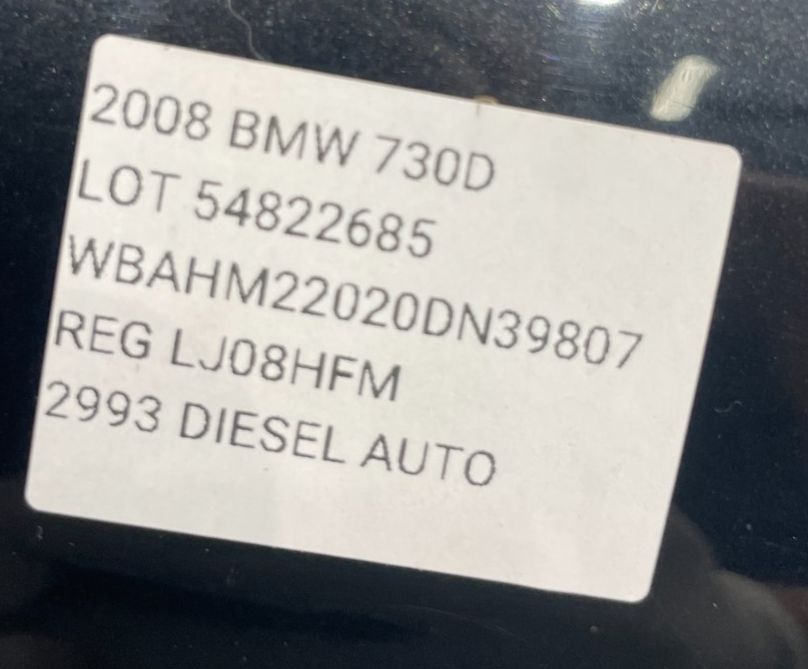 2008 BMW 730D
LOT 54822685
WBAHM22020DN39807
REG LJ08HFM
2993 DIESEL AUTO